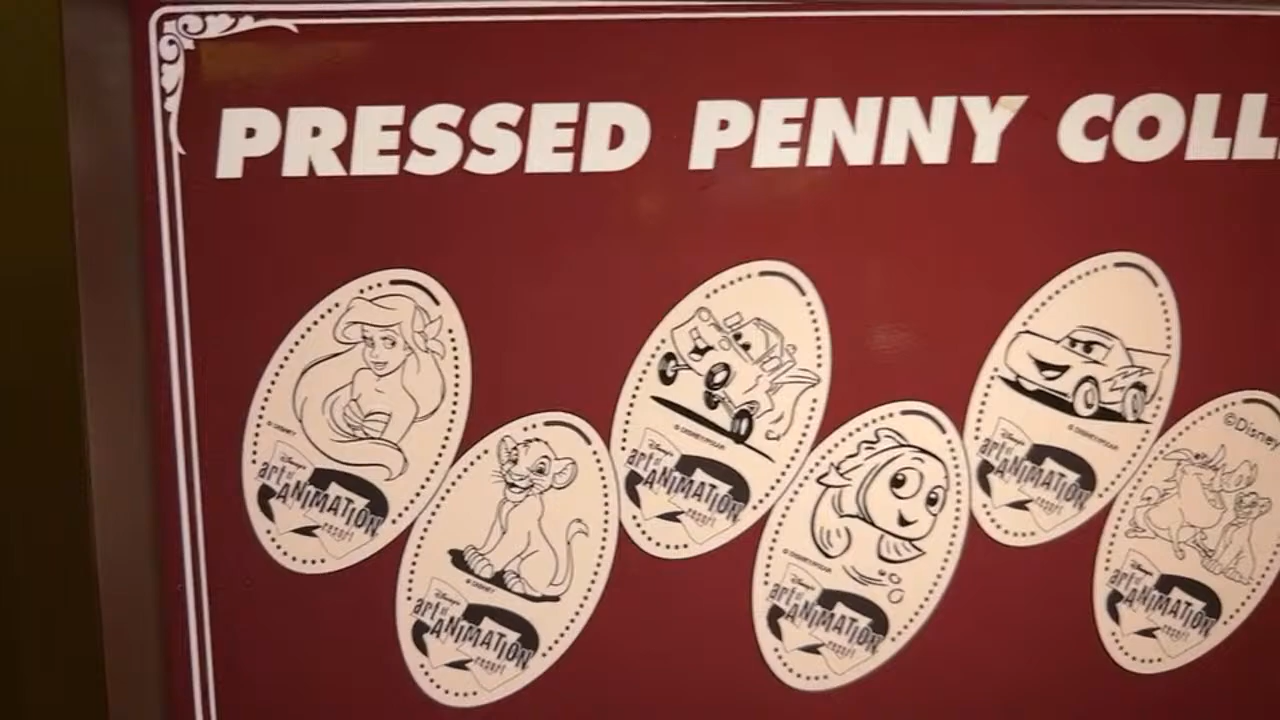 PRESSED PENNY COLL
© DISNEY
Disney's
art of
ANIMATION
resort
© DISNEY
Disney's
art of
ANIMATION
resort
© DISNEY/PIXAR
Disney's
art of
ANIMATION
resort
© DISNEY/PIXAR
Disney's
art of
ANIMATION
resort
© DISNEY/PIXAR
Disney's
art of
ANIMATION
resort
©Disney
Disney's
art of
ANIMATION
resort